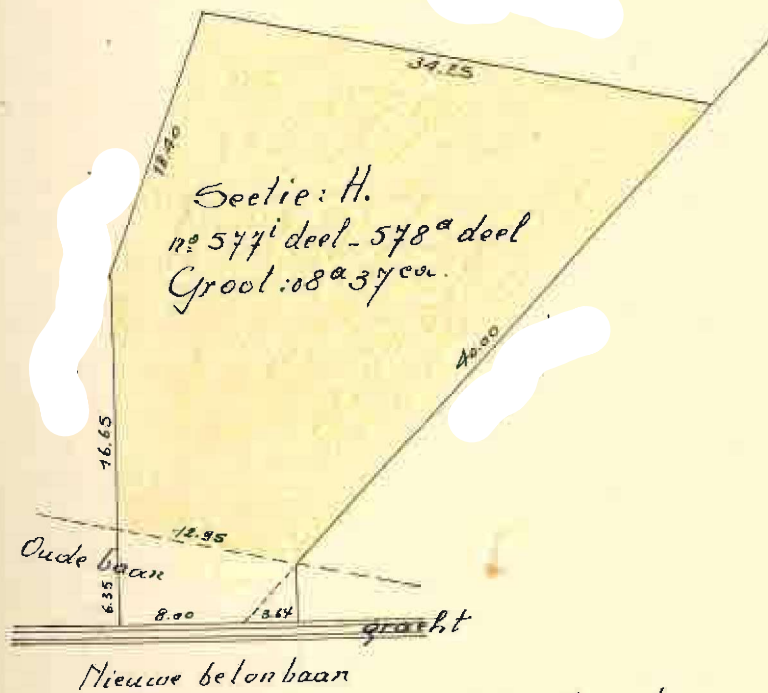 34.25
18.40
Sectie: H.
nº 577i deel - 578a deel
Groot: 08a 37ca.
40.00
16.65
12.95
Oude baan
6.35
8.00
3.64
gracht
Nieuwe betonbaan